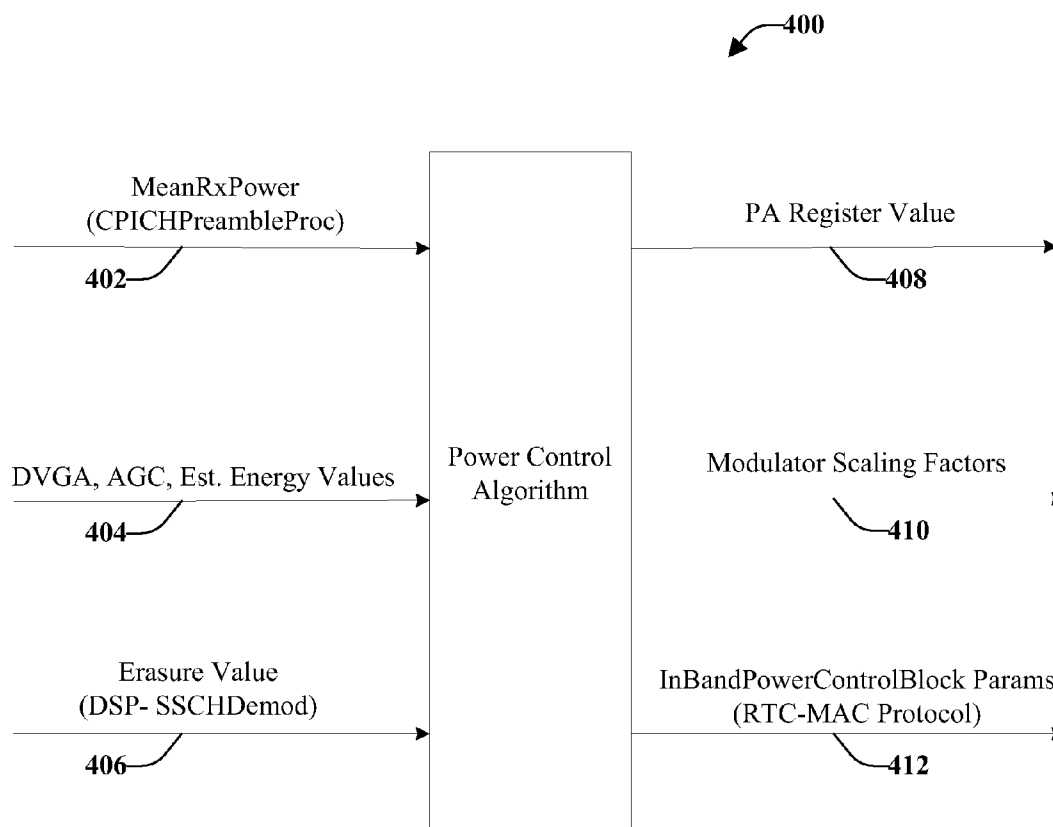 400
MeanRxPower
(CPICHPreambleProc)
402
PA Register Value
408
DVGA, AGC, Est. Energy Values
404
Power Control
Algorithm
Modulator Scaling Factors
410
Erasure Value
(DSP- SSCHDemod)
406
InBandPowerControlBlock Params
(RTC-MAC Protocol)
412